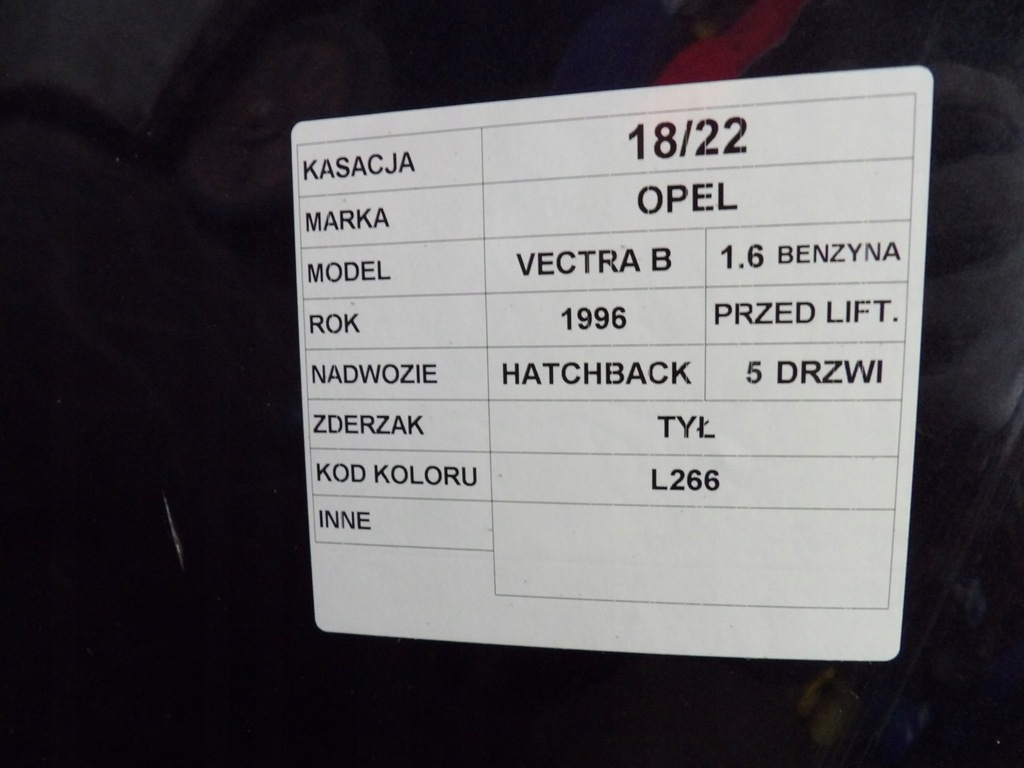 KASACJA 18/22
MARKA OPEL
MODEL VECTRA B 1.6 BENZYNA
ROK 1996 PRZED LIFT.
NADWOZIE HATCHBACK 5 DRZWI
ZDERZAK TYŁ
KOD KOLORU L266
INNE